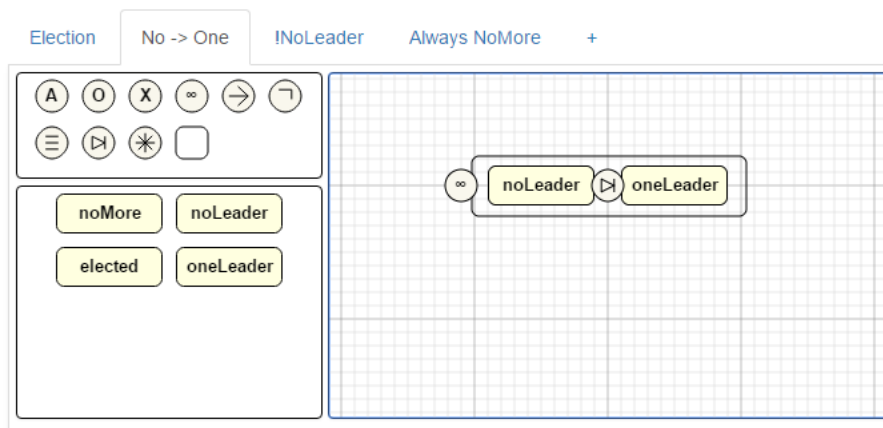 Election No -> One !NoLeader Always NoMore +
A O X ∞ → ¬
☰ ✳
∞ noLeader oneLeader
noMore noLeader
elected oneLeader